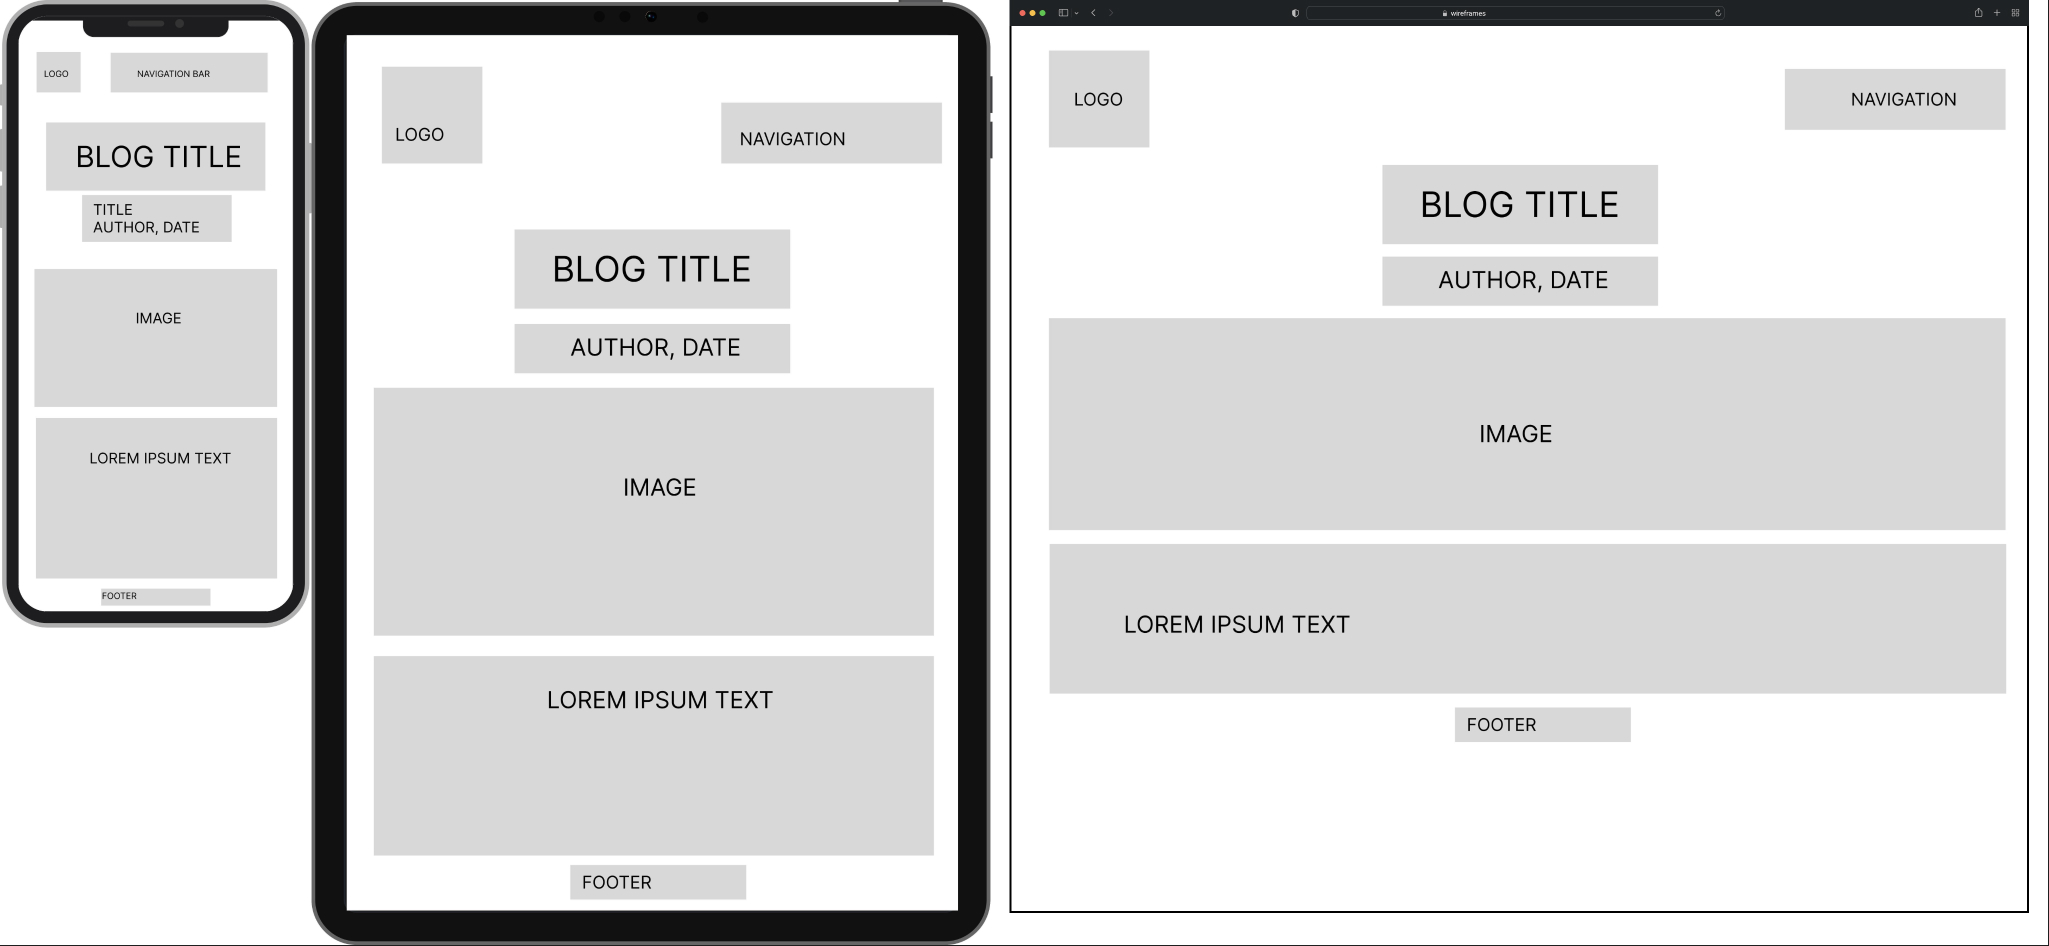 LOGO
NAVIGATION BAR
BLOG TITLE
TITLE
AUTHOR, DATE
IMAGE
LOREM IPSUM TEXT
FOOTER
LOGO
NAVIGATION
BLOG TITLE
AUTHOR, DATE
IMAGE
LOREM IPSUM TEXT
FOOTER
wireframes
LOGO
NAVIGATION
BLOG TITLE
AUTHOR, DATE
IMAGE
LOREM IPSUM TEXT
FOOTER